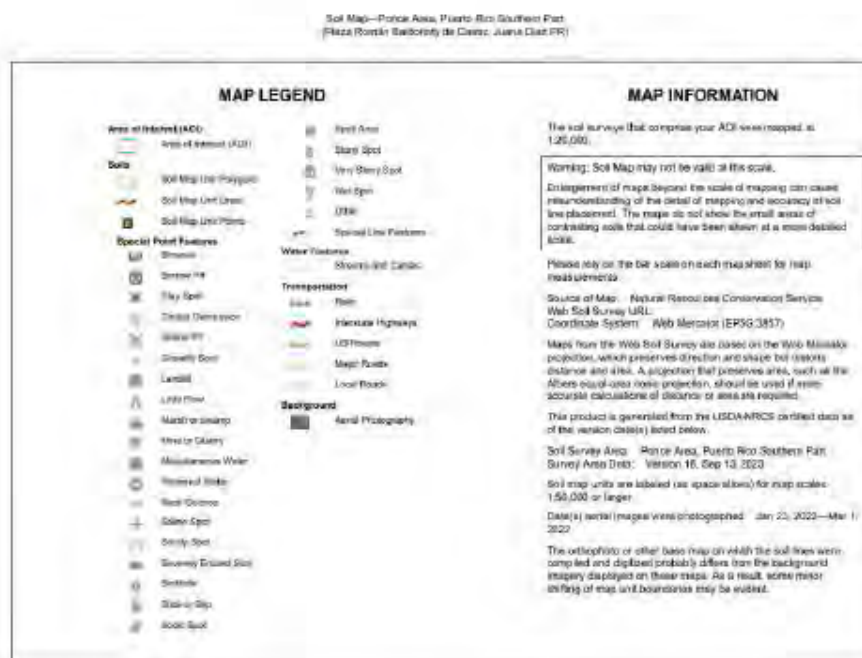 Soil Map—Ponce Area, Puerto Rico Southern Part
(Plaza Román Baldorioty de Castro, Juana Diaz PR)
MAP LEGEND
Area of Interest (AOI)
Area of Interest (AOI)
Soils
Soil Map Unit Polygons
Soil Map Unit Lines
Soil Map Unit Points
Special Point Features
Blowout
Borrow Pit
Clay Spot
Closed Depression
Gravel Pit
Gravelly Spot
Landfill
Lava Flow
Marsh or swamp
Mine or Quarry
Miscellaneous Water
Perennial Water
Rock Outcrop
Saline Spot
Sandy Spot
Severely Eroded Spot
Sinkhole
Slide or Slip
Sodic Spot
Spoil Area
Stony Spot
Very Stony Spot
Wet Spot
Other
Special Line Features
Water Features
Streams and Canals
Transportation
Rails
Interstate Highways
US Routes
Major Roads
Local Roads
Background
Aerial Photography
MAP INFORMATION
The soil surveys that comprise your AOI were mapped at
1:20,000.
Warning: Soil Map may not be valid at this scale.
Enlargement of maps beyond the scale of mapping can cause
misunderstanding of the detail of mapping and accuracy of soil
line placement. The maps do not show the small areas of
contrasting soils that could have been shown at a more detailed
scale.
Please rely on the bar scale on each map sheet for map
measurements.
Source of Map: Natural Resources Conservation Service
Web Soil Survey URL:
Coordinate System: Web Mercator (EPSG:3857)
Maps from the Web Soil Survey are based on the Web Mercator
projection, which preserves direction and shape but distorts
distance and area. A projection that preserves area, such as the
Albers equal-area conic projection, should be used if more
accurate calculations of distance or area are required.
This product is generated from the USDA-NRCS certified data as
of the version date(s) listed below.
Soil Survey Area: Ponce Area, Puerto Rico Southern Part
Survey Area Data: Version 16, Sep 13, 2023
Soil map units are labeled (as space allows) for map scales
1:50,000 or larger.
Date(s) aerial images were photographed: Jan 23, 2022—Mar 1,
2022
The orthophoto or other base map on which the soil lines were
compiled and digitized probably differs from the background
imagery displayed on these maps. As a result, some minor
shifting of map unit boundaries may be evident.